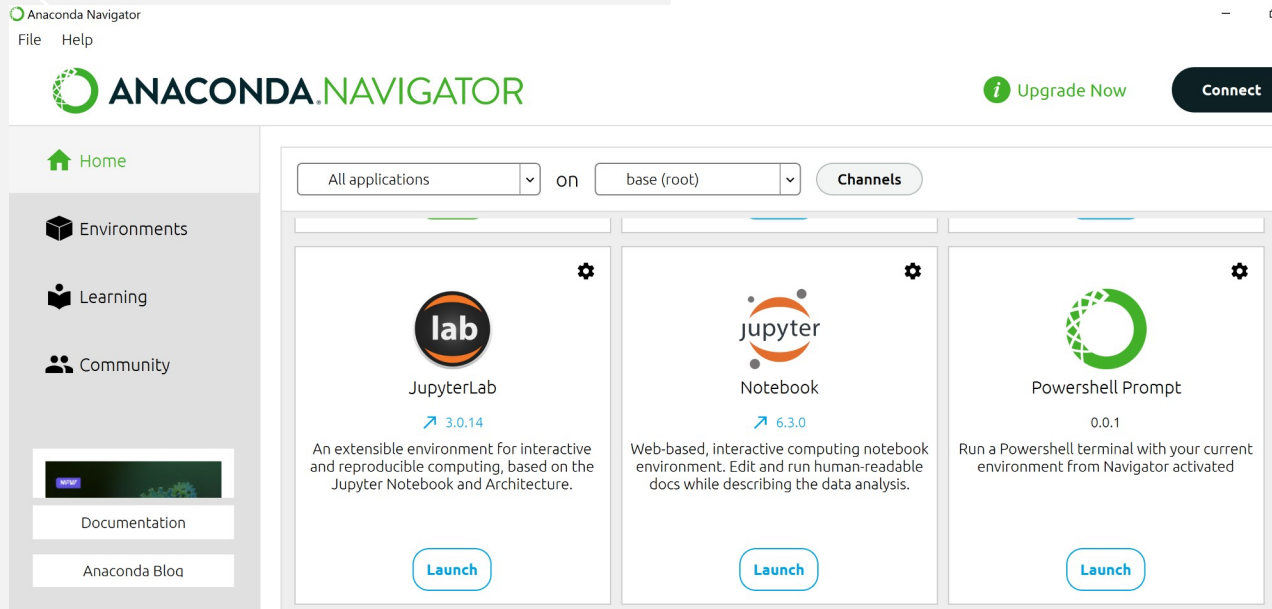 Anaconda Navigator
File Help
ANACONDA.NAVIGATOR
i Upgrade Now
Connect
Home
Environments
Learning
Community
NEW
Documentation
Anaconda Blog
All applications on base (root) Channels
lab
JupyterLab
3.0.14
An extensible environment for interactive
and reproducible computing, based on the
Jupyter Notebook and Architecture.
Launch
jupyter
Notebook
6.3.0
Web-based, interactive computing notebook
environment. Edit and run human-readable
docs while describing the data analysis.
Launch
Powershell Prompt
0.0.1
Run a Powershell terminal with your current
environment from Navigator activated
Launch